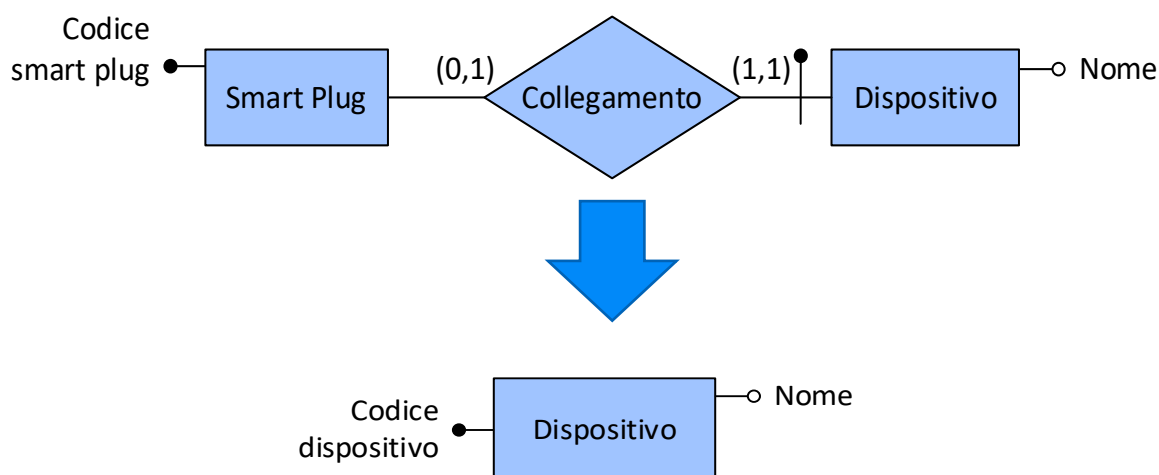 Codice
smart plug
Smart Plug
(0,1)
Collegamento
(1,1)
Dispositivo
Nome
Codice
dispositivo
Dispositivo
Nome